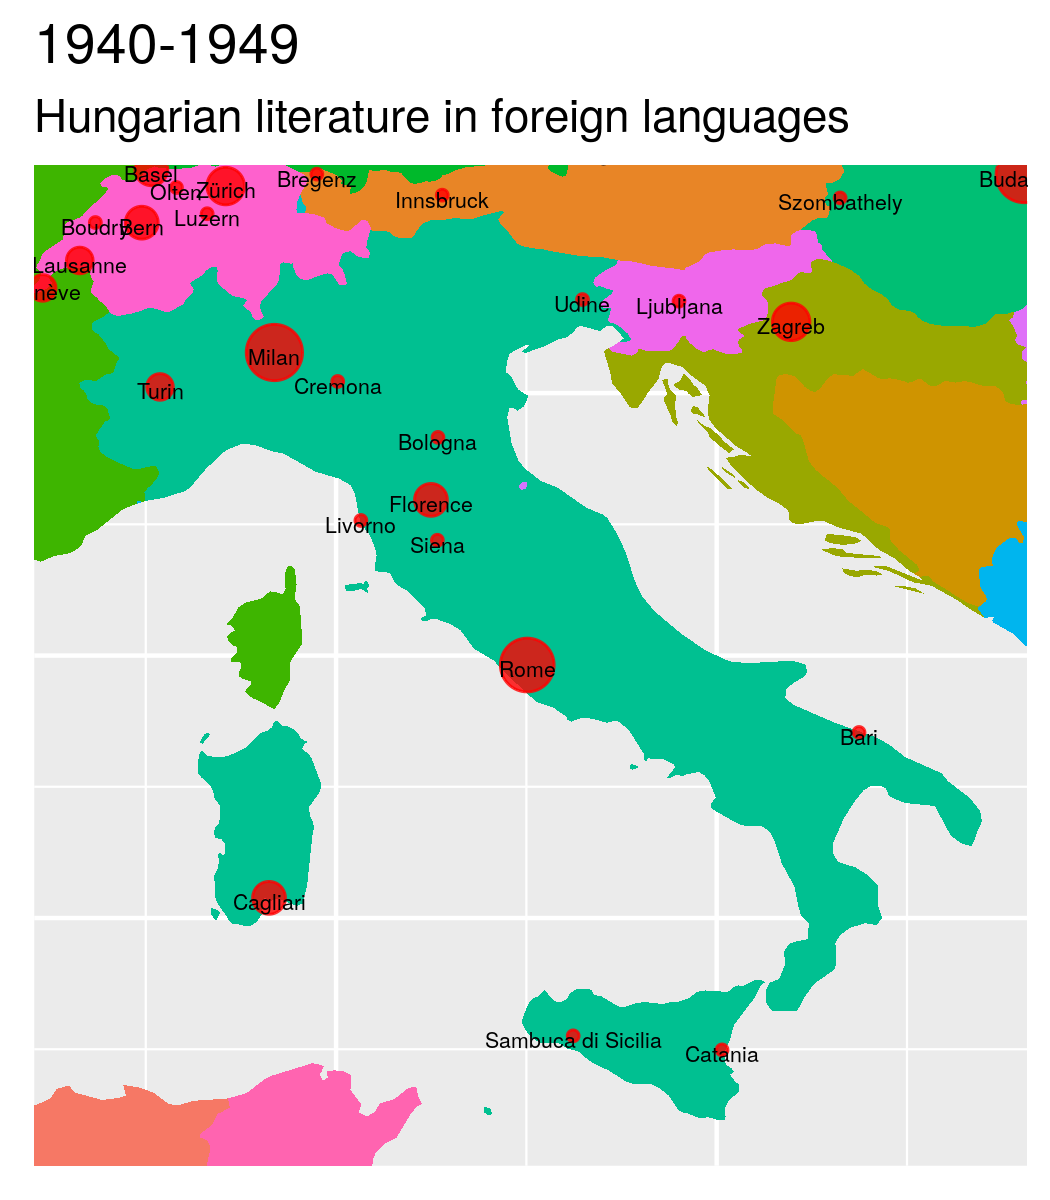 1940-1949
Hungarian literature in foreign languages
Basel
Olten
Zürich
Bregenz
Buda
Innsbruck
Szombathely
Boudry
Bern
Luzern
Lausanne
nève
Udine
Ljubljana
Zagreb
Milan
Turin
Cremona
Bologna
Florence
Livorno
Siena
Rome
Bari
Cagliari
Sambuca di Sicilia
Catania